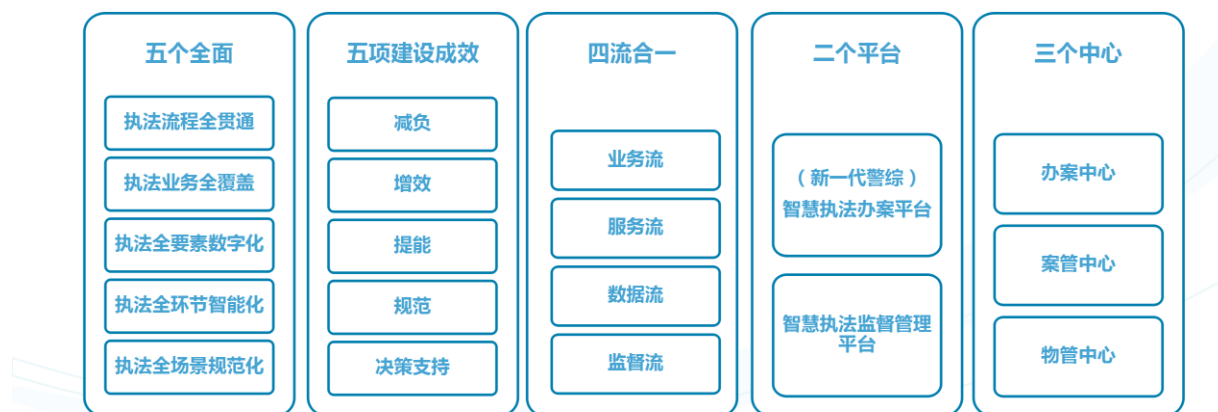 五个全面
执法流程全贯通
执法业务全覆盖
执法全要素数字化
执法全环节智能化
执法全场景规范化
五项建设成效
减负
增效
提能
规范
决策支持
四流合一
业务流
服务流
数据流
监督流
二个平台
（新一代警综）
智慧执法办案平台
智慧执法监督管理
平台
三个中心
办案中心
案管中心
物管中心